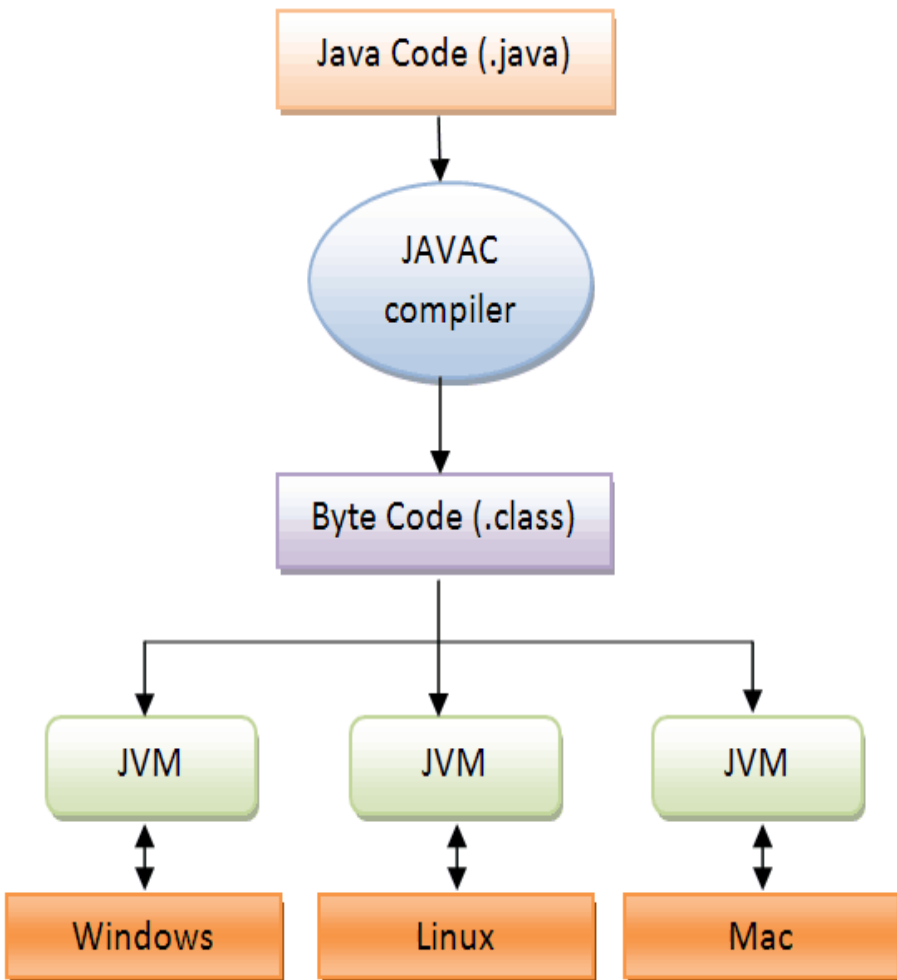 Java Code (.java)
JAVAC
compiler
Byte Code (.class)
JVM
JVM
JVM
Windows
Linux
Mac